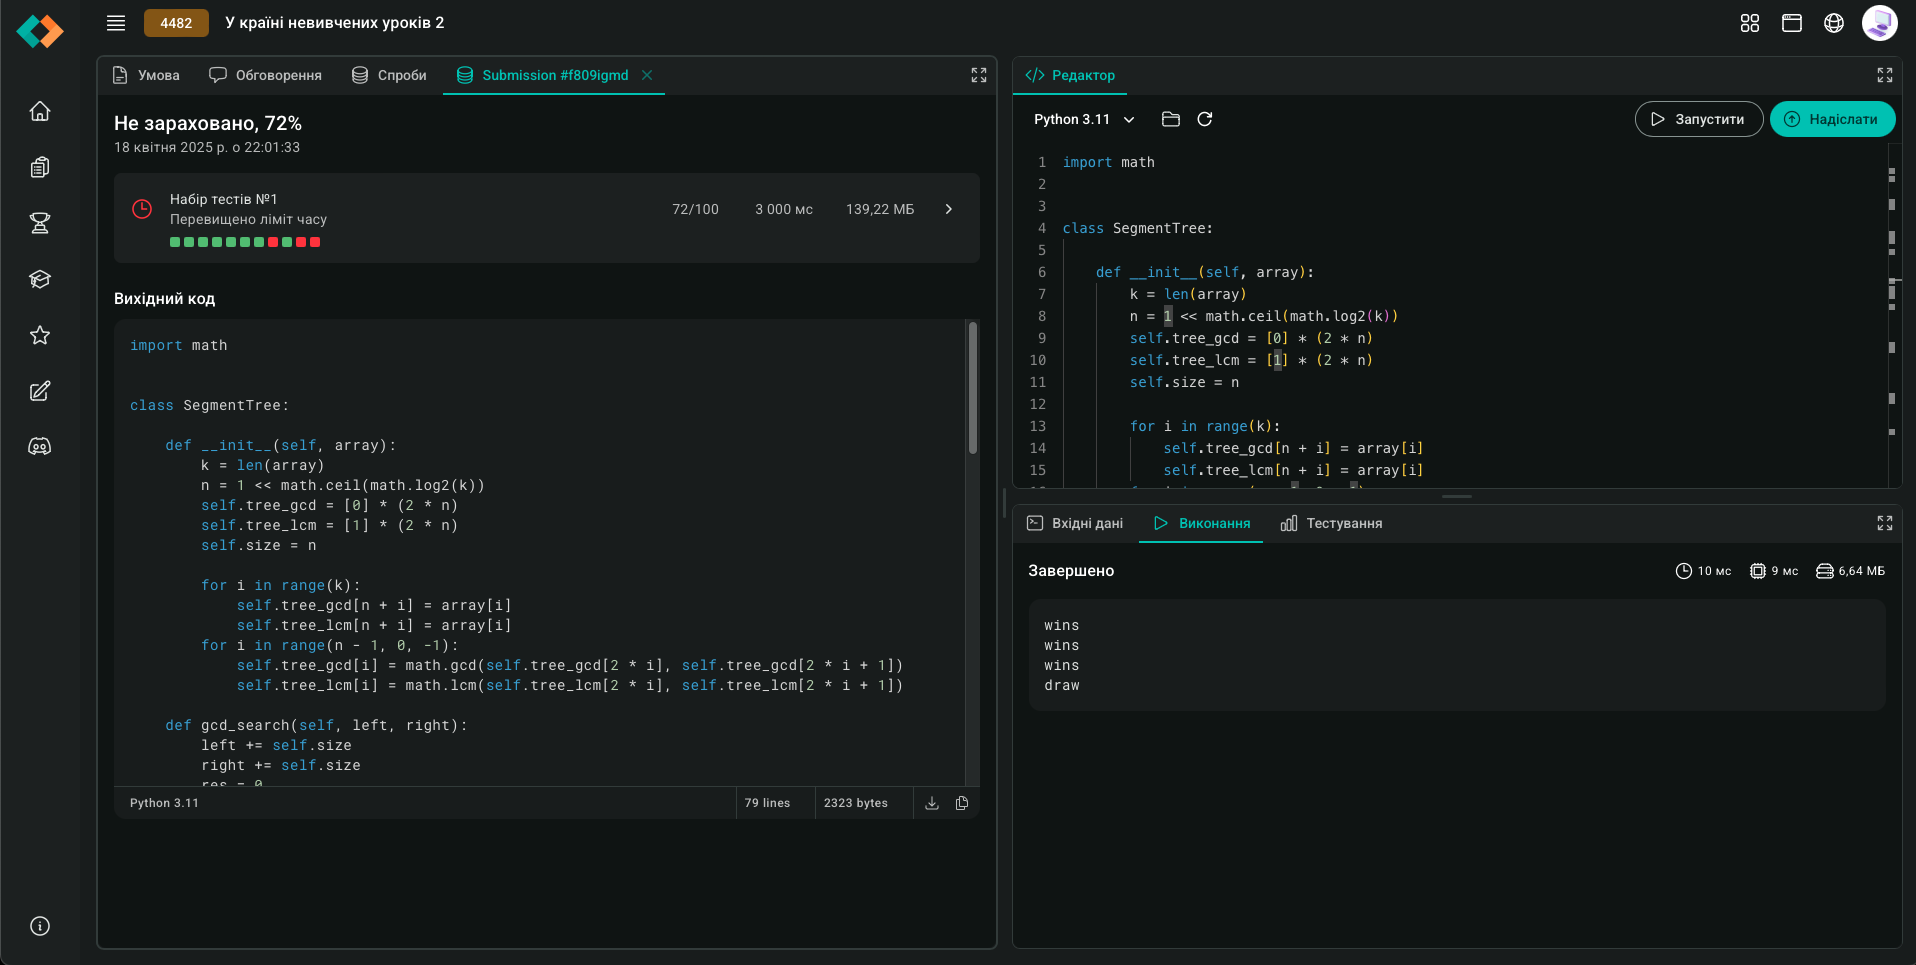 4482
У країні невивчених уроків 2
Умова
Обговорення
Спроби
Submission #f809igmd
Не зараховано, 72%
18 квітня 2025 р. о 22:01:33
Набір тестів №1
Перевищено ліміт часу
72/100
3 000 мс
139,22 МБ
Вихідний код
import math
class SegmentTree:
    def __init__(self, array):
        k = len(array)
        n = 1 << math.ceil(math.log2(k))
        self.tree_gcd = [0] * (2 * n)
        self.tree_lcm = [1] * (2 * n)
        self.size = n
        for i in range(k):
            self.tree_gcd[n + i] = array[i]
            self.tree_lcm[n + i] = array[i]
        for i in range(n - 1, 0, -1):
            self.tree_gcd[i] = math.gcd(self.tree_gcd[2 * i], self.tree_gcd[2 * i + 1])
            self.tree_lcm[i] = math.lcm(self.tree_lcm[2 * i], self.tree_lcm[2 * i + 1])
    def gcd_search(self, left, right):
        left += self.size
        right += self.size
        res = 0
Python 3.11
79 lines
2323 bytes
Редактор
Python 3.11
Запустити
Надіслати
1 import math
2
3
4 class SegmentTree:
5
6     def __init__(self, array):
7         k = len(array)
8         n = 1 << math.ceil(math.log2(k))
9         self.tree_gcd = [0] * (2 * n)
10         self.tree_lcm = [1] * (2 * n)
11         self.size = n
12
13         for i in range(k):
14             self.tree_gcd[n + i] = array[i]
15             self.tree_lcm[n + i] = array[i]
Вхідні дані
Виконання
Тестування
Завершено
10 мс
9 мс
6,64 МБ
wins
wins
wins
draw